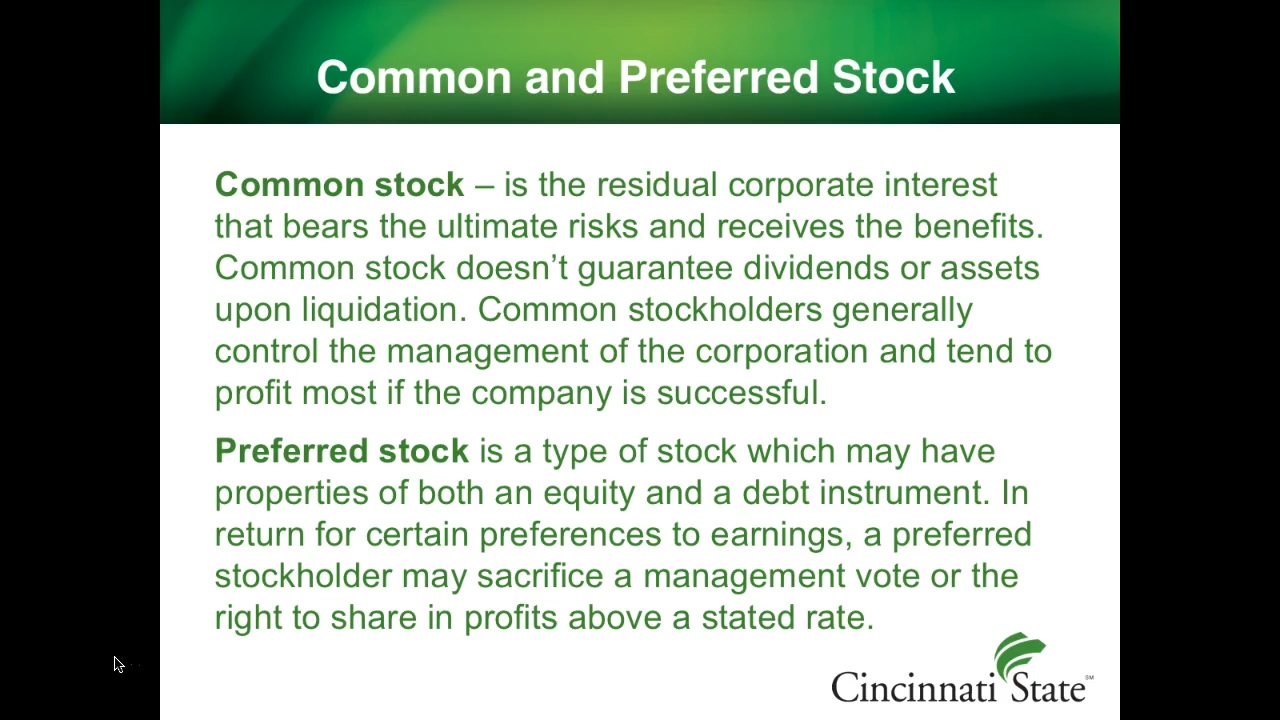 Common and Preferred Stock
Common stock – is the residual corporate interest
that bears the ultimate risks and receives the benefits.
Common stock doesn’t guarantee dividends or assets
upon liquidation. Common stockholders generally
control the management of the corporation and tend to
profit most if the company is successful.
Preferred stock is a type of stock which may have
properties of both an equity and a debt instrument. In
return for certain preferences to earnings, a preferred
stockholder may sacrifice a management vote or the
right to share in profits above a stated rate.
Cincinnati State℠